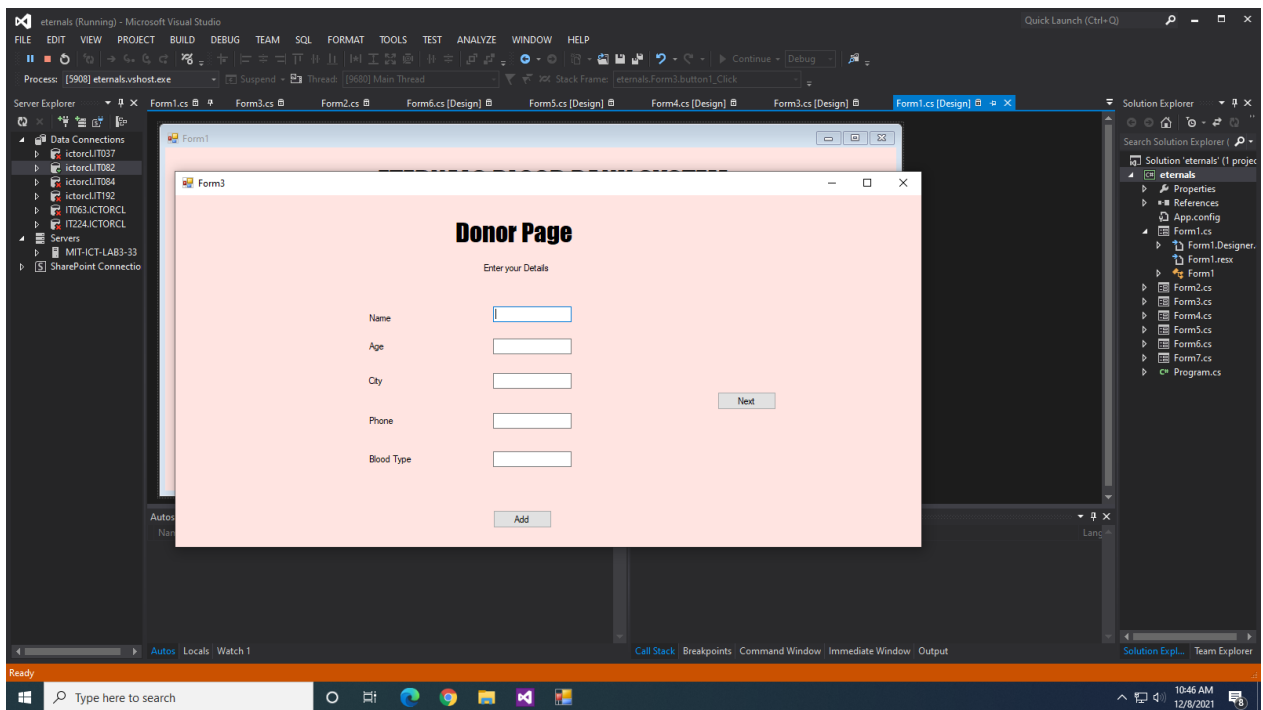 eternals (Running) - Microsoft Visual Studio
Quick Launch (Ctrl+Q)
FILE EDIT VIEW PROJECT BUILD DEBUG TEAM SQL FORMAT TOOLS TEST ANALYZE WINDOW HELP
Continue Debug
Process: [5908] eternals.vshost.exe Suspend Thread: [9680] Main Thread Stack Frame: eternals.Form3.button1_Click
Server Explorer
Form1.cs Form3.cs Form2.cs Form6.cs [Design] Form5.cs [Design] Form4.cs [Design] Form3.cs [Design] Form1.cs [Design]
Solution Explorer
Data Connections
ictorcl.IT037
ictorcl.IT082
ictorcl.IT084
ictorcl.IT192
IT063.ICTORCL
IT224.ICTORCL
Servers
MIT-ICT-LAB3-33
SharePoint Connectio
Form1
ETERNALS BLOOD BANK SYSTEM
Form3
Donor Page
Enter your Details
Name
Age
City
Phone
Blood Type
Next
Add
Search Solution Explorer (
Solution 'eternals' (1 projec
eternals
Properties
References
App.config
Form1.cs
Form1.Designer.
Form1.resx
Form1
Form2.cs
Form3.cs
Form4.cs
Form5.cs
Form6.cs
Form7.cs
Program.cs
Autos
Nan
Lang
Autos Locals Watch 1
Call Stack Breakpoints Command Window Immediate Window Output
Solution Expl... Team Explorer
Ready
Type here to search
10:46 AM
12/8/2021
8